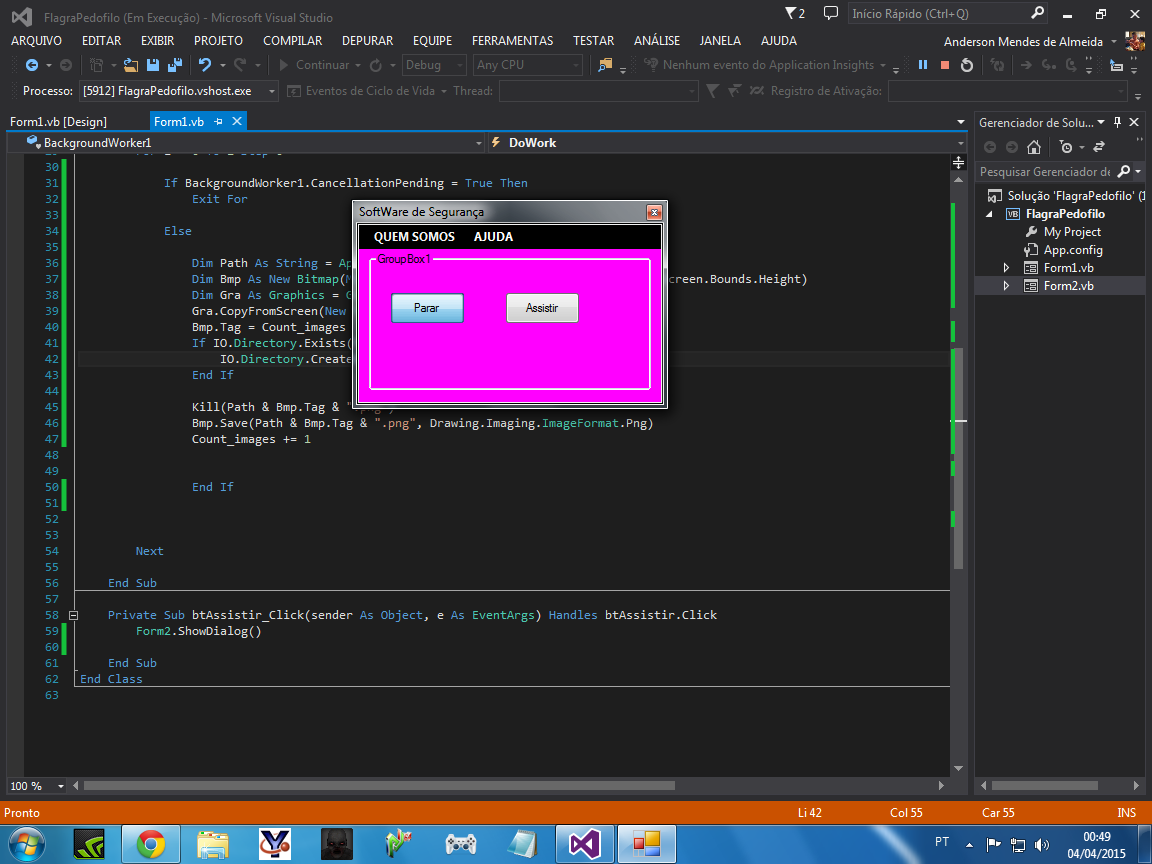 FlagraPedofilo (Em Execução) - Microsoft Visual Studio
2
Início Rápido (Ctrl+Q)
ARQUIVO EDITAR EXIBIR PROJETO COMPILAR DEPURAR EQUIPE FERRAMENTAS TESTAR ANÁLISE JANELA AJUDA
Anderson Mendes de Almeida
Continuar Debug Any CPU Nenhum evento do Application Insights
Processo: [5912] FlagraPedofilo.vshost.exe Eventos de Ciclo de Vida Thread: Registro de Ativação:
Form1.vb [Design] Form1.vb
BackgroundWorker1 DoWork
30
31 If BackgroundWorker1.CancellationPending = True Then
32 Exit For
33
34 Else
35
36 Dim Path As String = Ap
37 Dim Bmp As New Bitmap( creen.Bounds.Height)
38 Dim Gra As Graphics = G
39 Gra.CopyFromScreen(New
40 Bmp.Tag = Count_images
41 If IO.Directory.Exists(
42 IO.Directory.Create
43 End If
44
45 Kill(Path & Bmp.Tag &
46 Bmp.Save(Path & Bmp.Tag & ".png", Drawing.Imaging.ImageFormat.Png)
47 Count_images += 1
48
49
50 End If
51
52
53
54 Next
55
56 End Sub
57
58 Private Sub btAssistir_Click(sender As Object, e As EventArgs) Handles btAssistir.Click
59 Form2.ShowDialog()
60
61 End Sub
62 End Class
63
SoftWare de Segurança
QUEM SOMOS AJUDA
GroupBox1
Parar Assistir
Gerenciador de Solu...
Pesquisar Gerenciador de
Solução 'FlagraPedofilo' (1
VB FlagraPedofilo
My Project
App.config
Form1.vb
Form2.vb
100 %
Pronto Li 42 Col 55 Car 55 INS
PT
00:49
04/04/2015